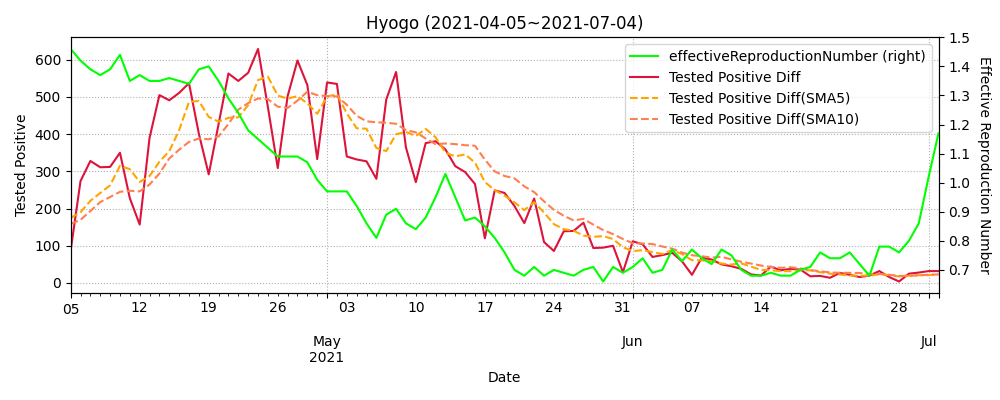 Hyogo (2021-04-05~2021-07-04)
effectiveReproductionNumber (right)
Tested Positive Diff
Tested Positive Diff(SMA5)
Tested Positive Diff(SMA10)
Tested Positive
600
500
400
300
200
100
0
1.5
1.4
1.3
1.2
1.1
1.0
0.9
0.8
0.7
Effective Reproduction Number
05 12 19 26 03 10 17 24 31 07 14 21 28
May Jun Jul
2021
Date